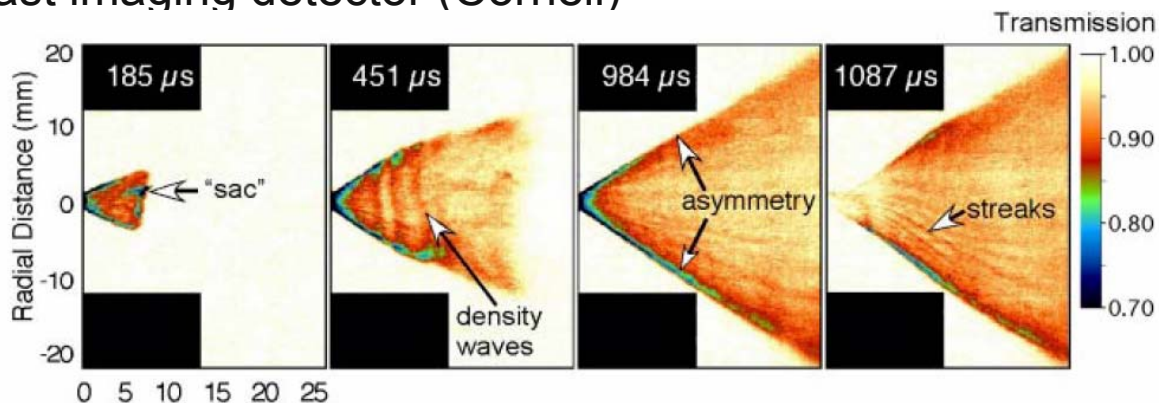 Transmission
185 µs
451 µs
984 µs
1087 µs
20
10
0
-10
-20
Radial Distance (mm)
"sac"
density
waves
asymmetry
streaks
1.00
0.90
0.80
0.70
0 5 10 15 20 25